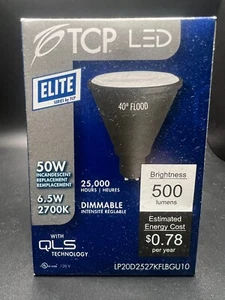 TCP LED
ELITE
SERIES by TCP
40° FLOOD
50W
INCANDESCENT
REPLACEMENT
REMPLACEMENT
6.5W
2700K
25,000
HOURS | HEURES
DIMMABLE
INTENSITÉ RÉGLABLE
Brightness
500
lumens
Estimated
Energy Cost
$0.78
per year
WITH
QLS
TECHNOLOGY
LP20D2527KFLBGU10